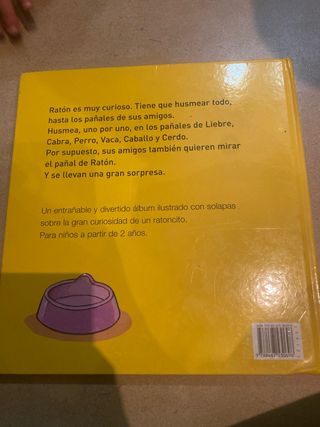 Ratón es muy curioso. Tiene que husmear todo,
hasta los pañales de sus amigos.
Husmea, uno por uno, en los pañales de Liebre,
Cabra, Perro, Vaca, Caballo y Cerdo.
Por supuesto, sus amigos también quieren mirar
el pañal de Ratón.
Y se llevan una gran sorpresa.
Un entrañable y divertido álbum ilustrado con solapas
sobre la gran curiosidad de un ratoncito.
Para niños a partir de 2 años.